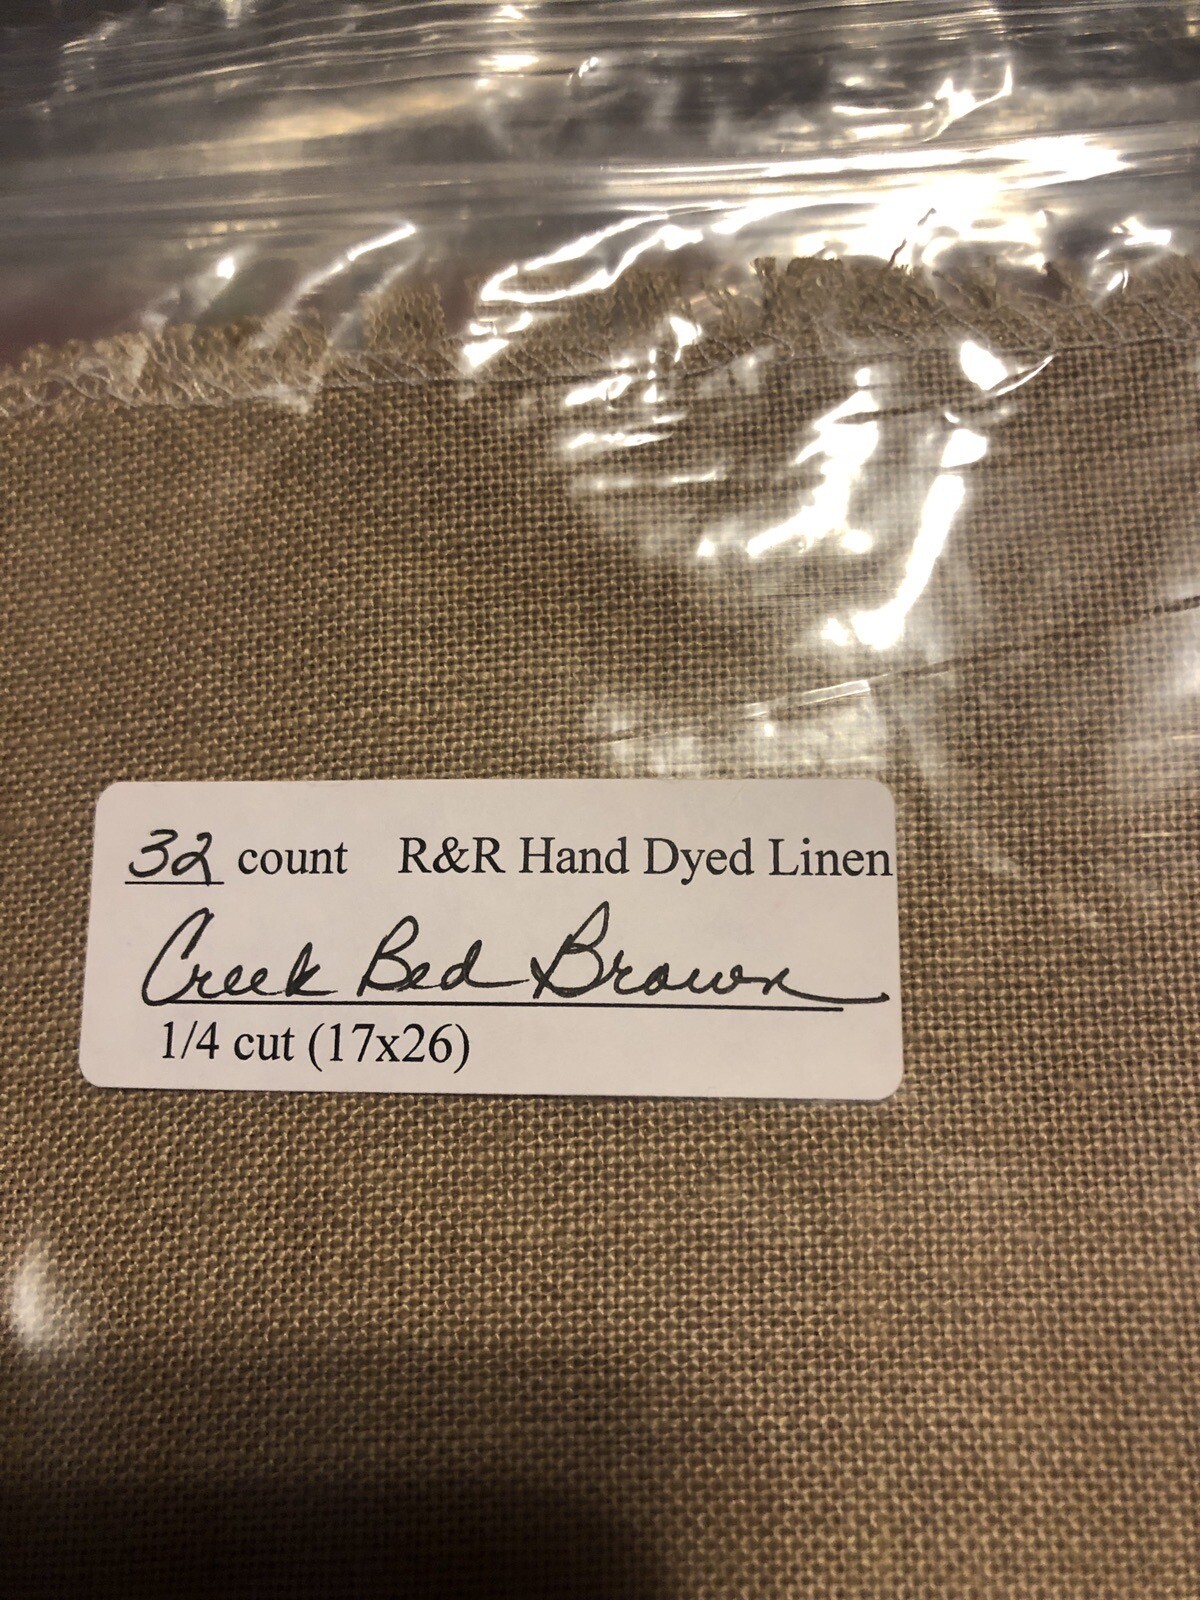 32 count R&R Hand Dyed Linen
Creek Bed Brown
1/4 cut (17x26)